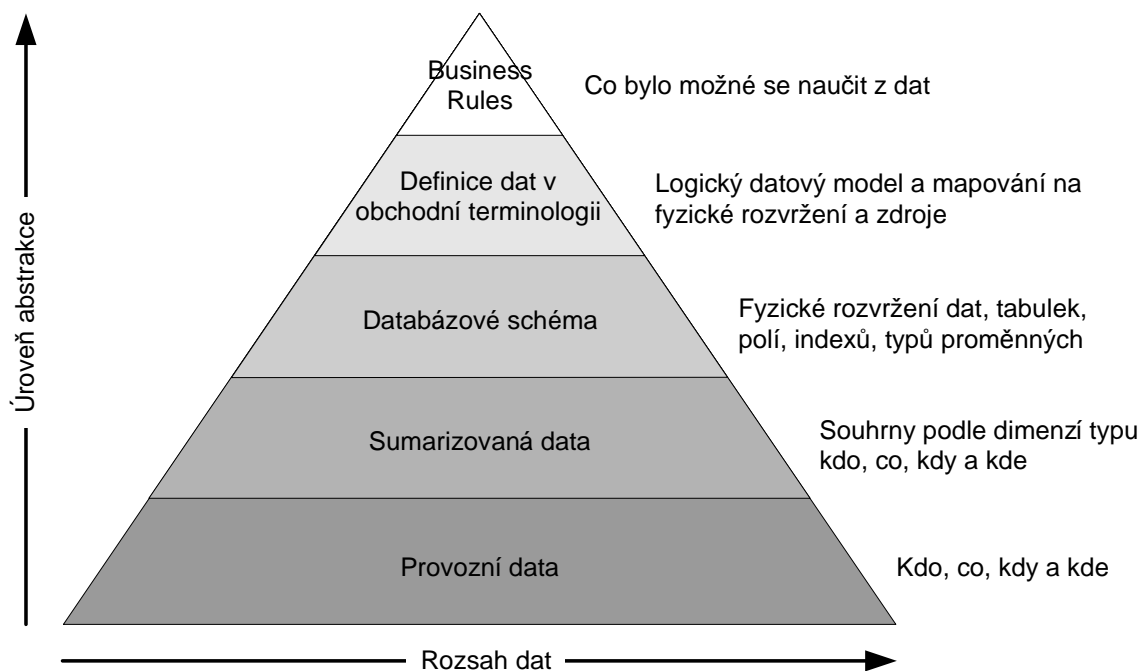 Business
Rules
Co bylo možné se naučit z dat
Definice dat v
obchodní terminologii
Logický datový model a mapování na
fyzické rozvržení a zdroje
Databázové schéma
Fyzické rozvržení dat, tabulek,
polí, indexů, typů proměnných
Sumarizovaná data
Souhrny podle dimenzí typu
kdo, co, kdy a kde
Provozní data
Kdo, co, kdy a kde
Úroveň abstrakce
Rozsah dat